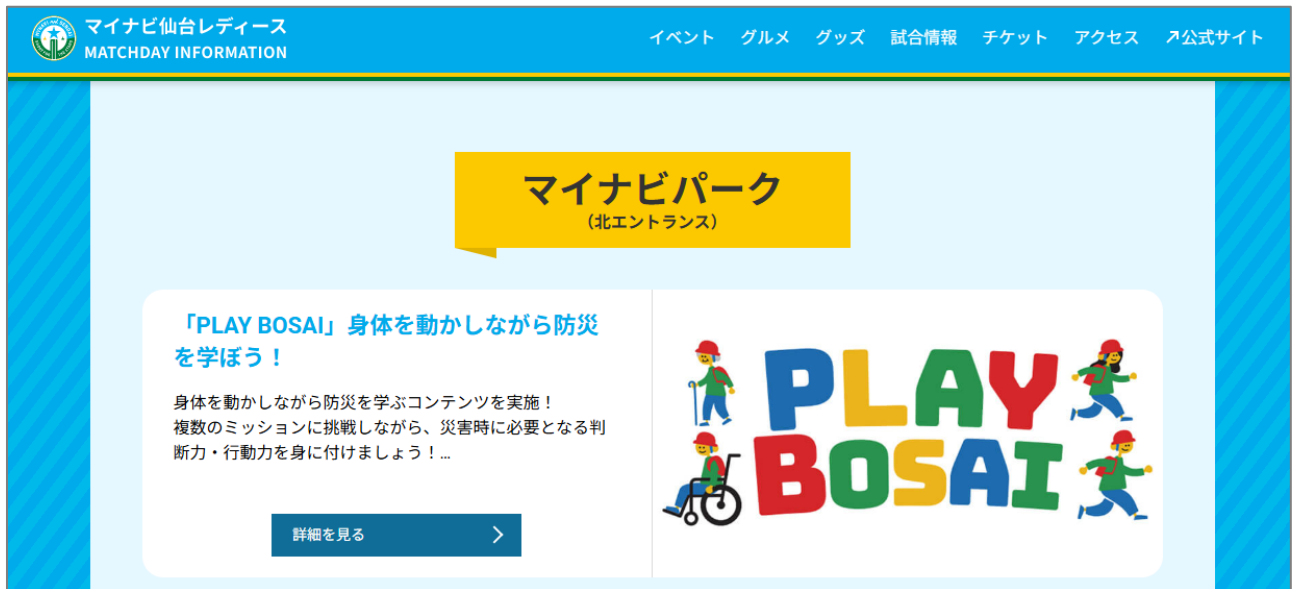 マイナビ仙台レディース
MATCHDAY INFORMATION
イベント グルメ グッズ 試合情報 チケット アクセス ↗公式サイト
マイナビパーク
（北エントランス）
「PLAY BOSAI」身体を動かしながら防災
を学ぼう！
身体を動かしながら防災を学ぶコンテンツを実施！
複数のミッションに挑戦しながら、災害時に必要となる判
断力・行動力を身に付けましょう！...
詳細を見る
PLAY
BOSAI